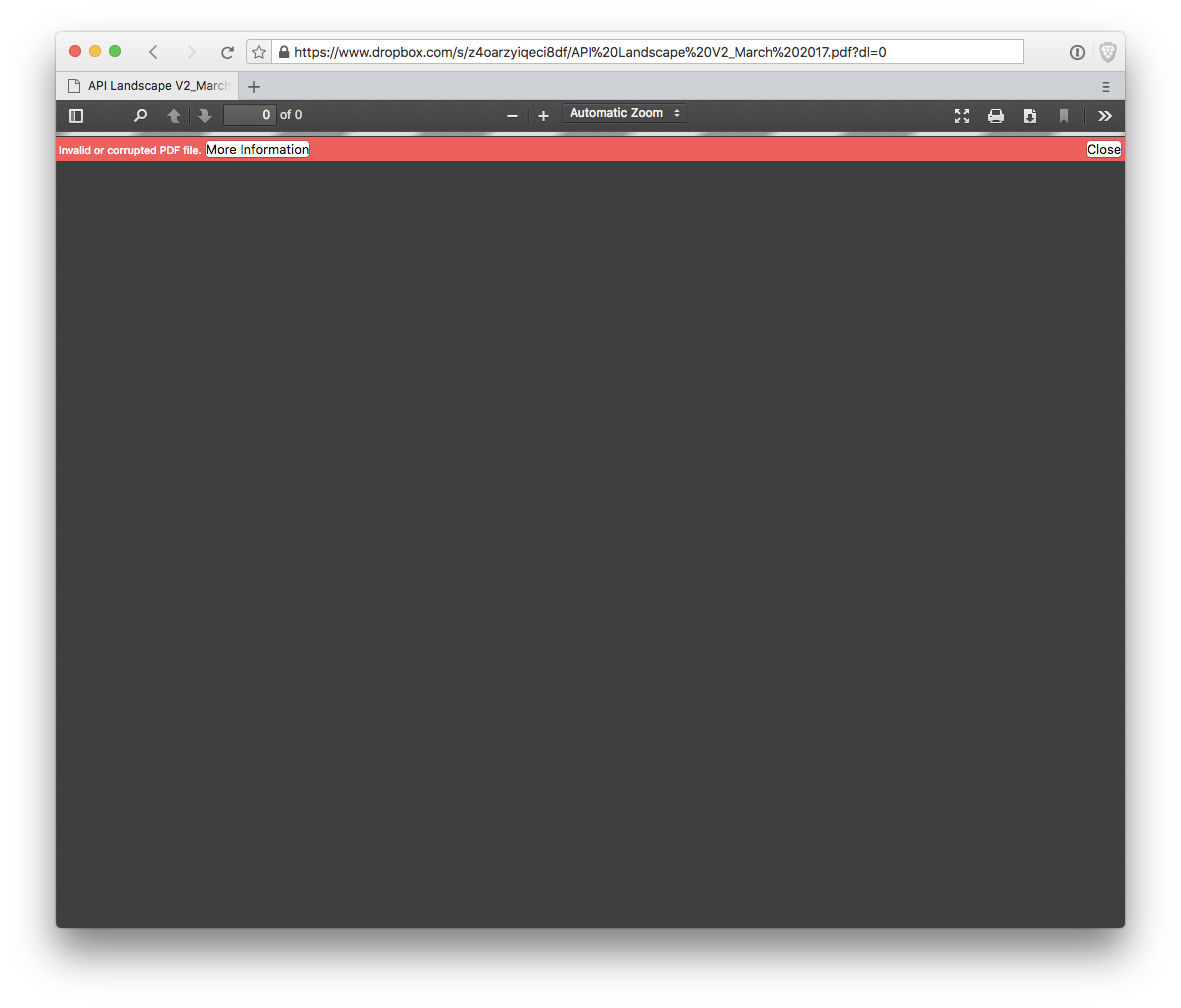 https://www.dropbox.com/s/z4oarzyiqeci8df/API%20Landscape%20V2_March%202017.pdf?dl=0
API Landscape V2_March
0 of 0
Automatic Zoom
Invalid or corrupted PDF file. More Information Close